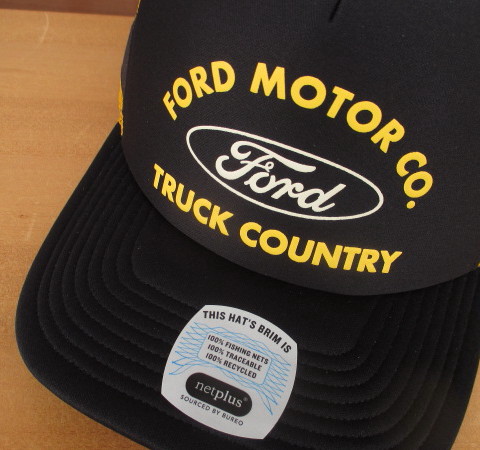 FORD MOTOR CO.
Ford
TRUCK COUNTRY
THIS HAT'S BRIM IS
100% FISHING NETS
100% TRACEABLE
100% RECYCLED
netplus®
SOURCED BY BUREO